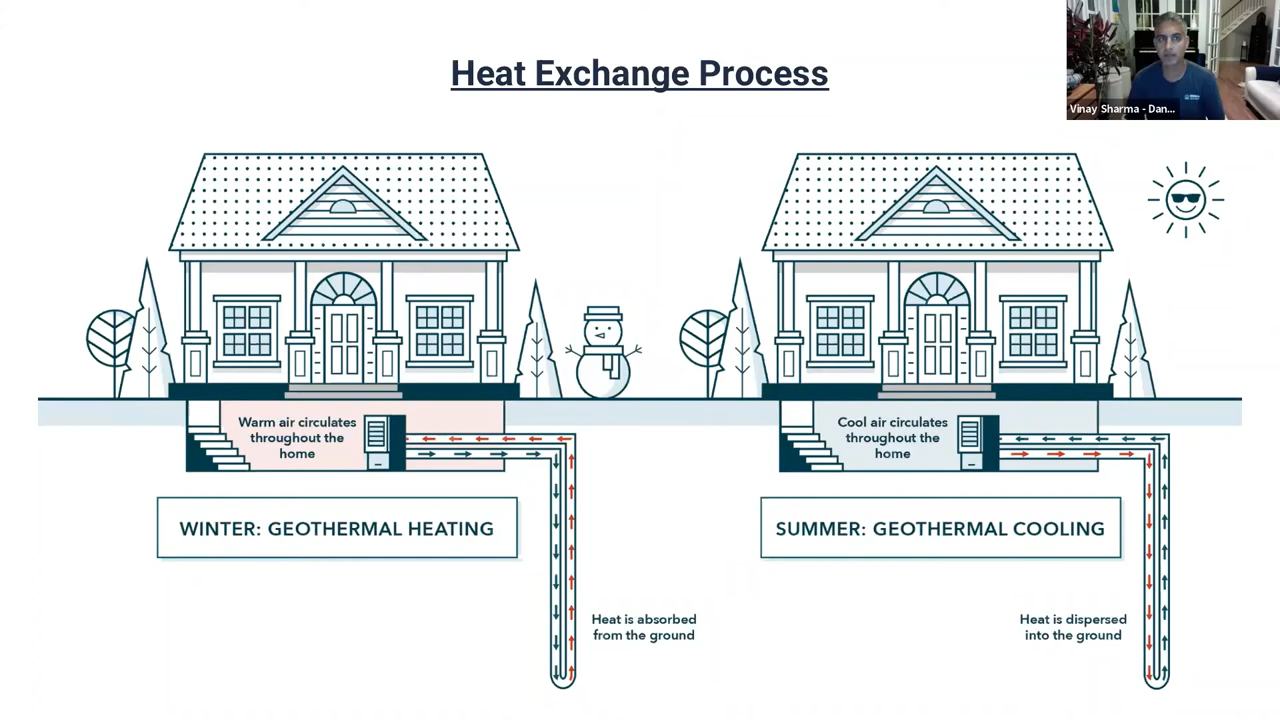 Heat Exchange Process
Vinay Sharma - Dan...
Warm air circulates
throughout the
home
WINTER: GEOTHERMAL HEATING
Heat is absorbed
from the ground
Cool air circulates
throughout the
home
SUMMER: GEOTHERMAL COOLING
Heat is dispersed
into the ground